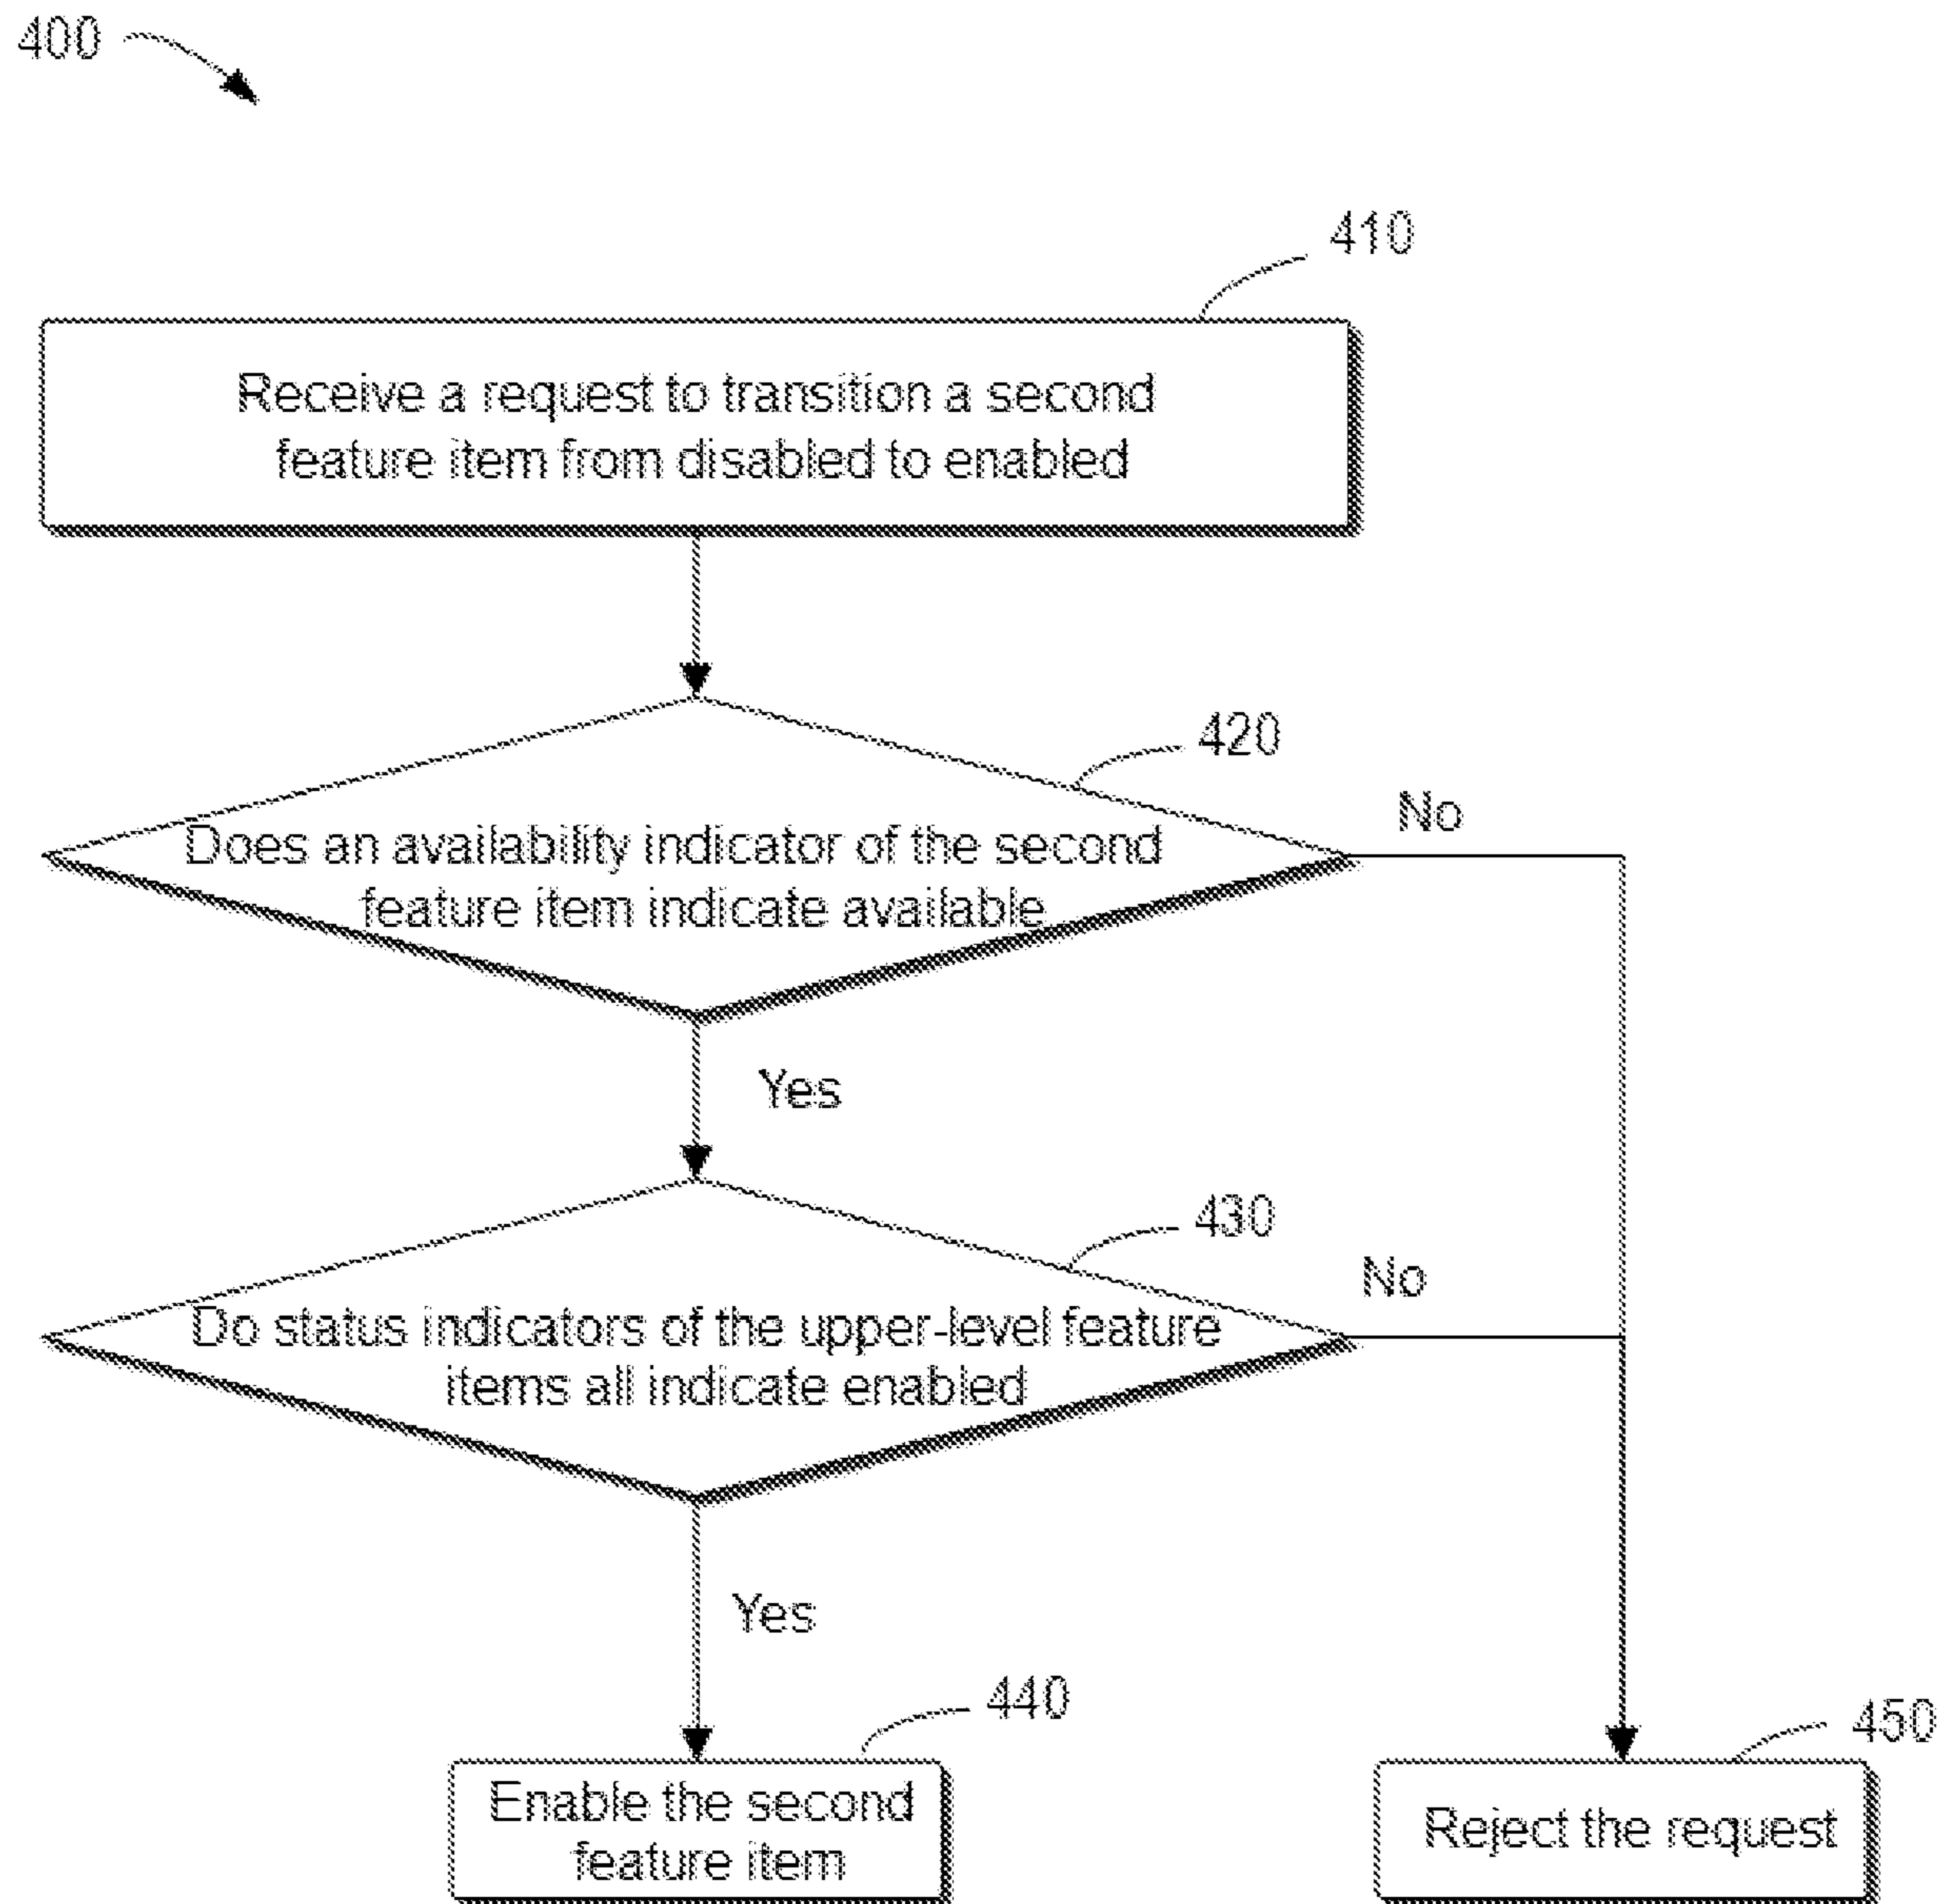 400
410
Receive a request to transition a second
feature item from disabled to enabled
420
No
Does an availability indicator of the second
feature item indicate available
Yes
430
No
Do status indicators of the upper-level feature
items all indicate enabled
Yes
440
450
Enable the second
feature item
Reject the request